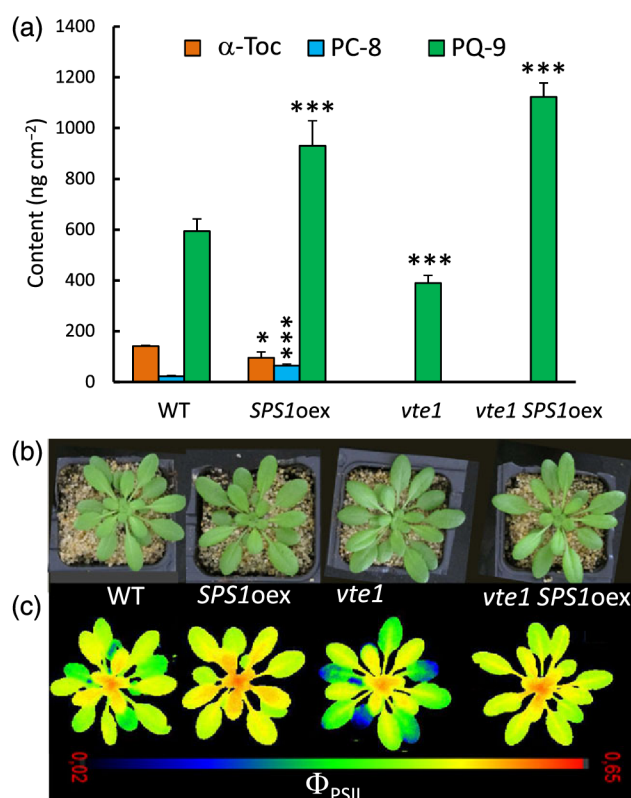 (a)
1400
1200
1000
800
600
400
200
0
Content (ng cm⁻²)
α-Toc PC-8 PQ-9
***
***
***
*
***
WT SPS1oex vte1 vte1 SPS1oex
(b)
WT SPS1oex vte1 vte1 SPS1oex
(c)
0,02
0,65
Φ_PSII